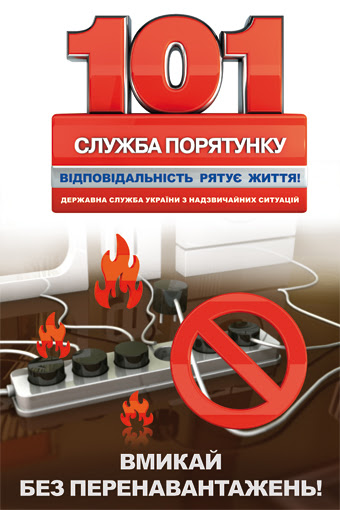 101
СЛУЖБА ПОРЯТУНКУ
ВІДПОВІДАЛЬНІСТЬ РЯТУЄ ЖИТТЯ!
ДЕРЖАВНА СЛУЖБА УКРАЇНИ З НАДЗВИЧАЙНИХ СИТУАЦІЙ
ВМИКАЙ
БЕЗ ПЕРЕНАВАНТАЖЕНЬ!